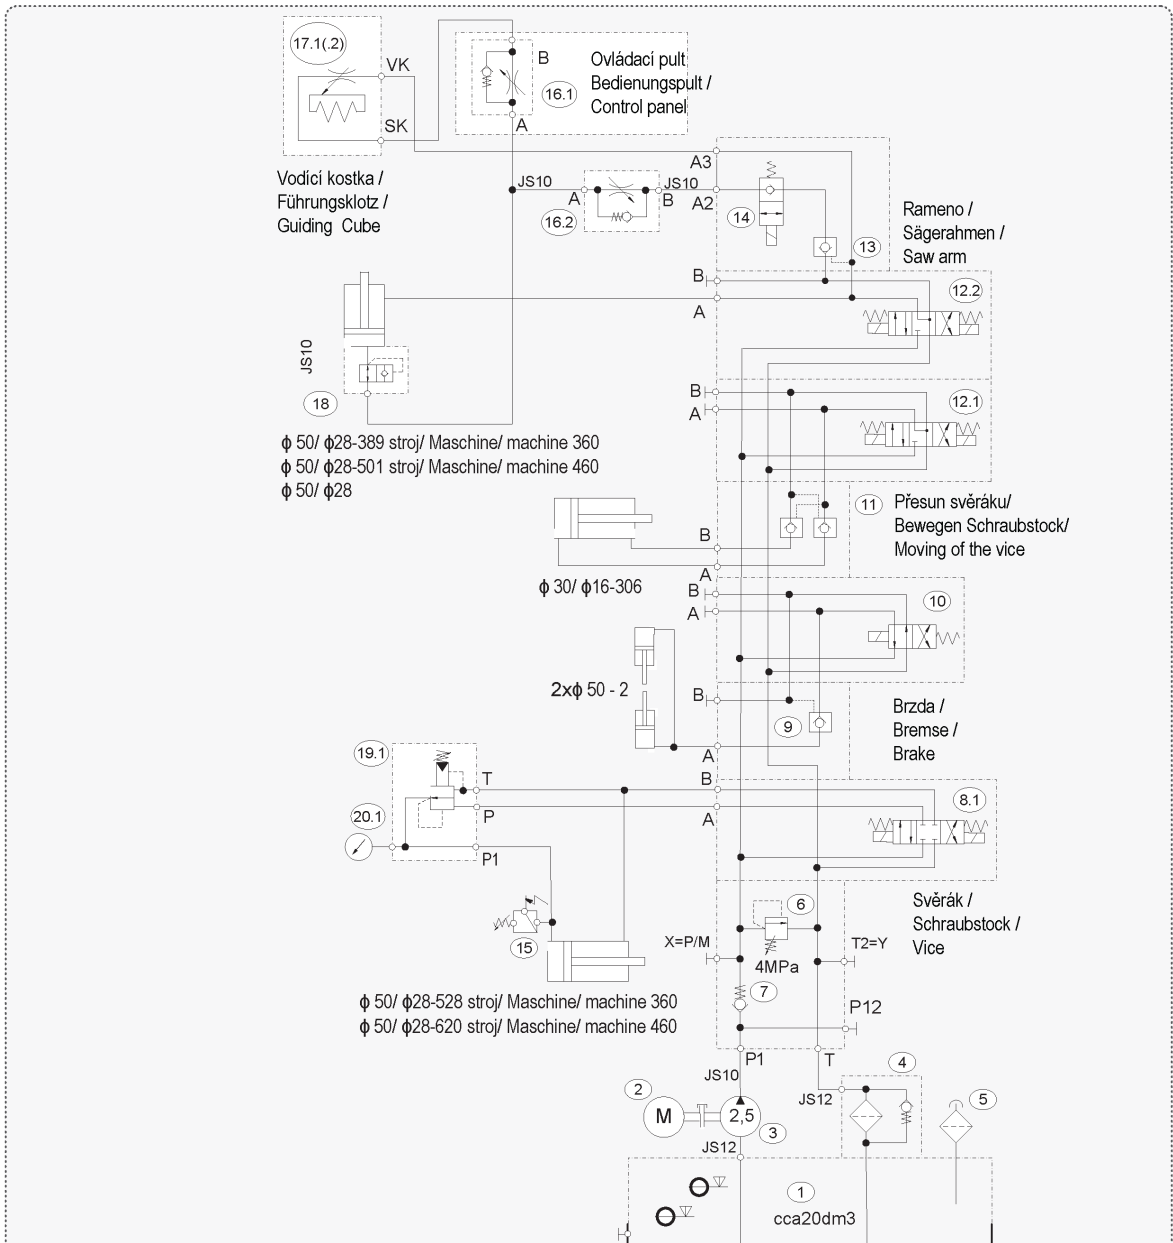 17.1(.2)
VK
SK
Vodící kostka /
Führungsklotz /
Guiding Cube
B
16.1
A
Ovládací pult
Bedienungspult /
Control panel
JS10
A
16.2
B
JS10
A3
A2
14
13
Rameno /
Sägerahmen /
Saw arm
B
A
12.2
JS10
18
ϕ 50/ ϕ28-389 stroj/ Maschine/ machine 360
ϕ 50/ ϕ28-501 stroj/ Maschine/ machine 460
ϕ 50/ ϕ28
B
A
12.1
11
Přesun svěráku/
Bewegen Schraubstock/
Moving of the vice
B
A
ϕ 30/ ϕ16-306
B
A
10
2xϕ 50 - 2
B
9
A
Brzda /
Bremse /
Brake
19.1
T
P
20.1
P1
B
A
8.1
Svěrák /
Schraubstock /
Vice
15
6
X=P/M
4MPa
T2=Y
7
P12
ϕ 50/ ϕ28-528 stroj/ Maschine/ machine 360
ϕ 50/ ϕ28-620 stroj/ Maschine/ machine 460
P1
T
JS10
JS12
4
5
2
M
2,5
3
JS12
1
cca20dm3